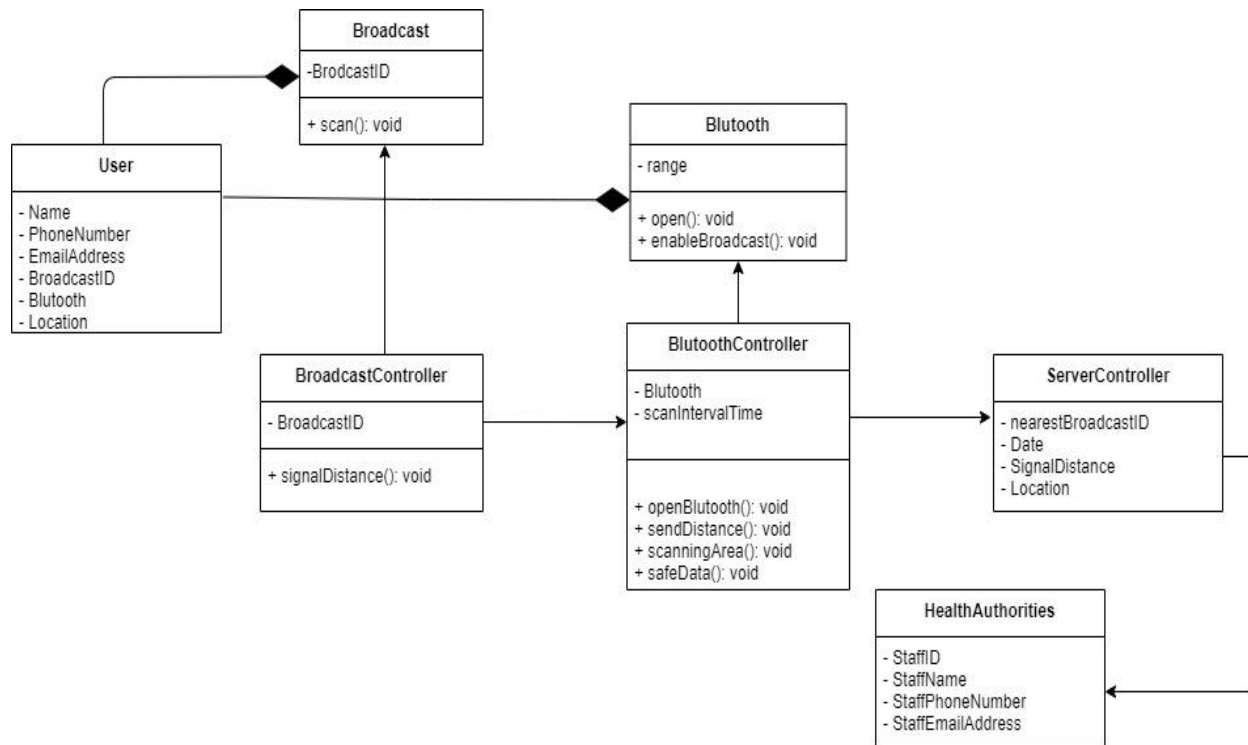 Broadcast
-BrodcastID
+ scan(): void
User
- Name
- PhoneNumber
- EmailAddress
- BroadcastID
- Blutooth
- Location
Blutooth
- range
+ open(): void
+ enableBroadcast(): void
BroadcastController
- BroadcastID
+ signalDistance(): void
BlutoothController
- Blutooth
- scanIntervalTime
+ openBlutooth(): void
+ sendDistance(): void
+ scanningArea(): void
+ safeData(): void
ServerController
- nearestBroadcastID
- Date
- SignalDistance
- Location
HealthAuthorities
- StaffID
- StaffName
- StaffPhoneNumber
- StaffEmailAddress